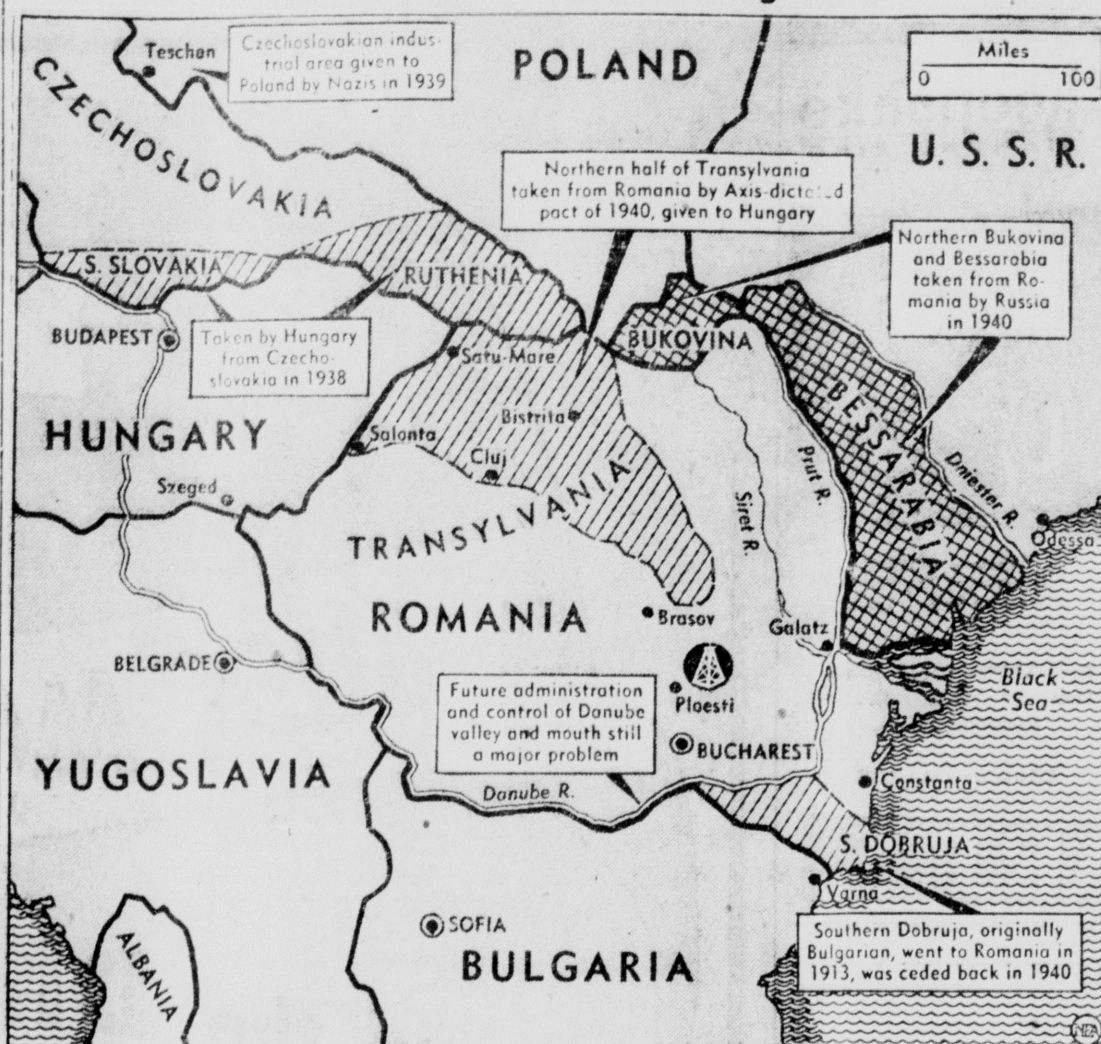 Teschan
Czechoslovakian indus-
trial area given to
Poland by Nazis in 1939
POLAND
Miles
0 100
CZECHOSLOVAKIA
U. S. S. R.
Northern half of Transylvania
taken from Romania by Axis-dictated
pact of 1940, given to Hungary
Northern Bukovina
and Bessarabia
taken from Ro-
mania by Russia
in 1940
S. SLOVAKIA
RUTHENIA
BUDAPEST
Taken by Hungary
from Czecho-
slovakia in 1938
BUKOVINA
Satu-Mare
BESSARABIA
HUNGARY
Bistrita
Salonta
Cluj
Prut R.
Dniester R.
Szeged
Siret R.
TRANSYLVANIA
Odessa
ROMANIA
Brasov
Galatz
BELGRADE
Black
Sea
Future administration
and control of Danube
valley and mouth still
a major problem
Ploesti
BUCHAREST
YUGOSLAVIA
Danube R.
Constanta
S. DOBRUJA
Varna
SOFIA
ALBANIA
BULGARIA
Southern Dobruja, originally
Bulgarian, went to Romania in
1913, was ceded back in 1940
NEA